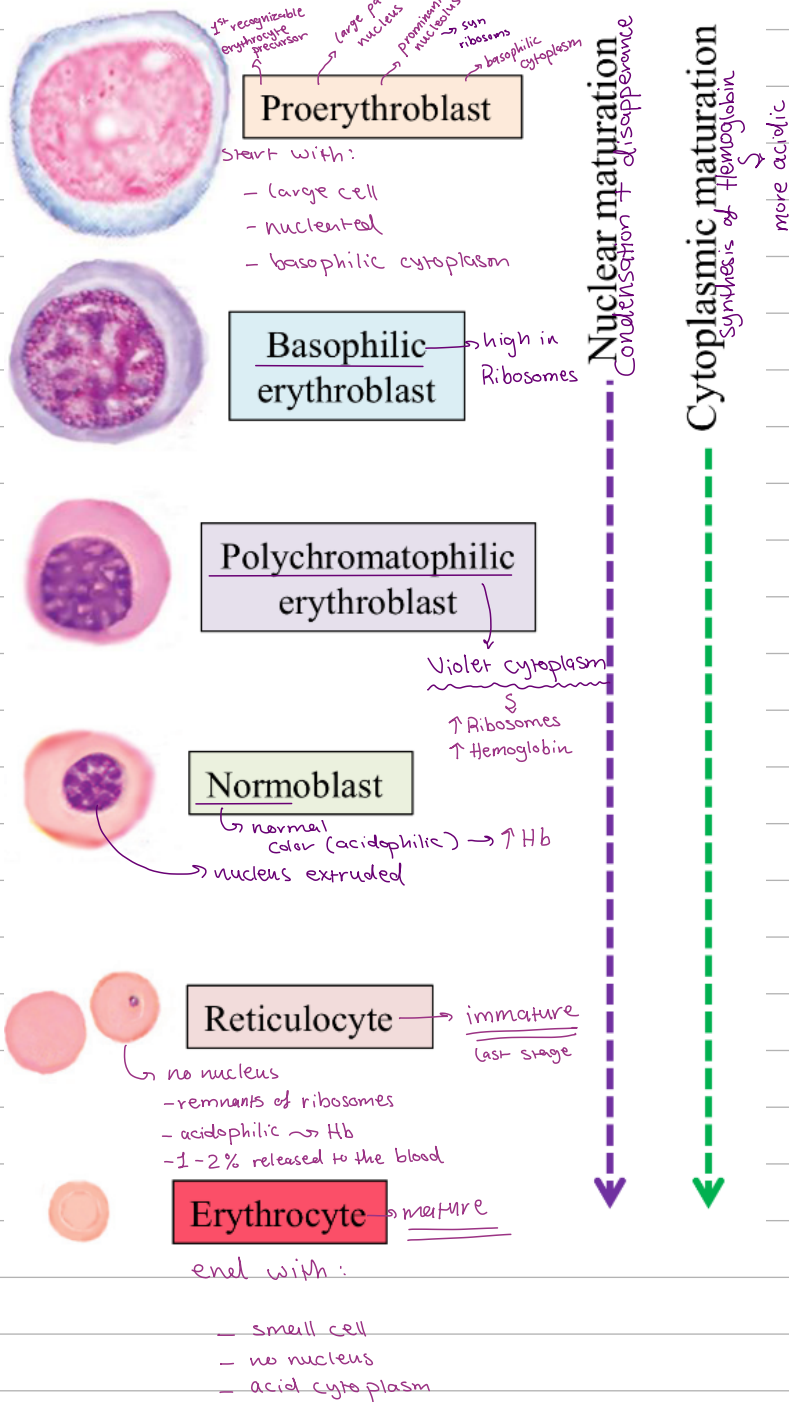 1st recognizable
erythrocyte
precursor
large
nucleus
prominant
nucleolus
→ syn
ribosoms
basophilic
cytoplasm
Proerythroblast
start with:
- large cell
- nucleated
- basophilic cytoplasm
Basophilic
erythroblast
high in
Ribosomes
Polychromatophilic
erythroblast
Violet cytoplasm
↑ Ribosomes
↑ Hemoglobin
Normoblast
normal
color (acidophilic) → ↑ Hb
nucleus extruded
Reticulocyte
immature
last stage
no nucleus
- remnants of ribosomes
- acidophilic ~> Hb
- 1-2% released to the blood
Erythrocyte
mature
end with:
- small cell
- no nucleus
- acid cytoplasm
Nuclear maturation
Condensation + disapperance
Cytoplasmic maturation
Synthesis of Hemoglobin
more acidic